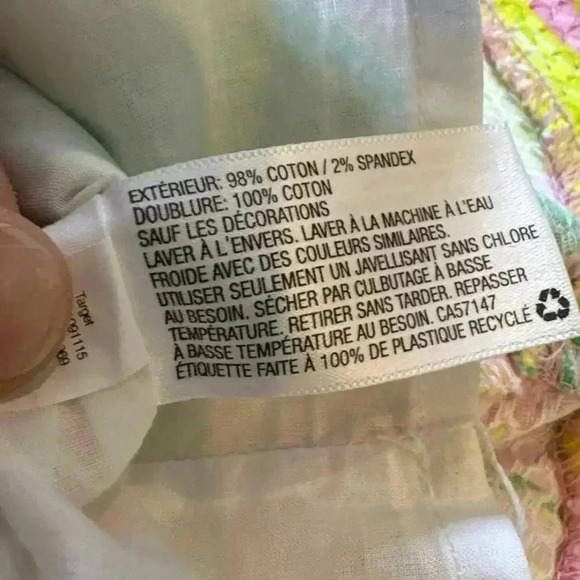 EXTÉRIEUR: 98% COTON / 2% SPANDEX
DOUBLURE: 100% COTON
SAUF LES DÉCORATIONS
LAVER À L'ENVERS. LAVER À LA MACHINE À L'EAU
FROIDE AVEC DES COULEURS SIMILAIRES.
UTILISER SEULEMENT UN JAVELLISANT SANS CHLORE
AU BESOIN. SÉCHER PAR CULBUTAGE À BASSE
TEMPÉRATURE. RETIRER SANS TARDER. REPASSER
À BASSE TEMPÉRATURE AU BESOIN. CA57147
ÉTIQUETTE FAITE À 100% DE PLASTIQUE RECYCLÉ
Target